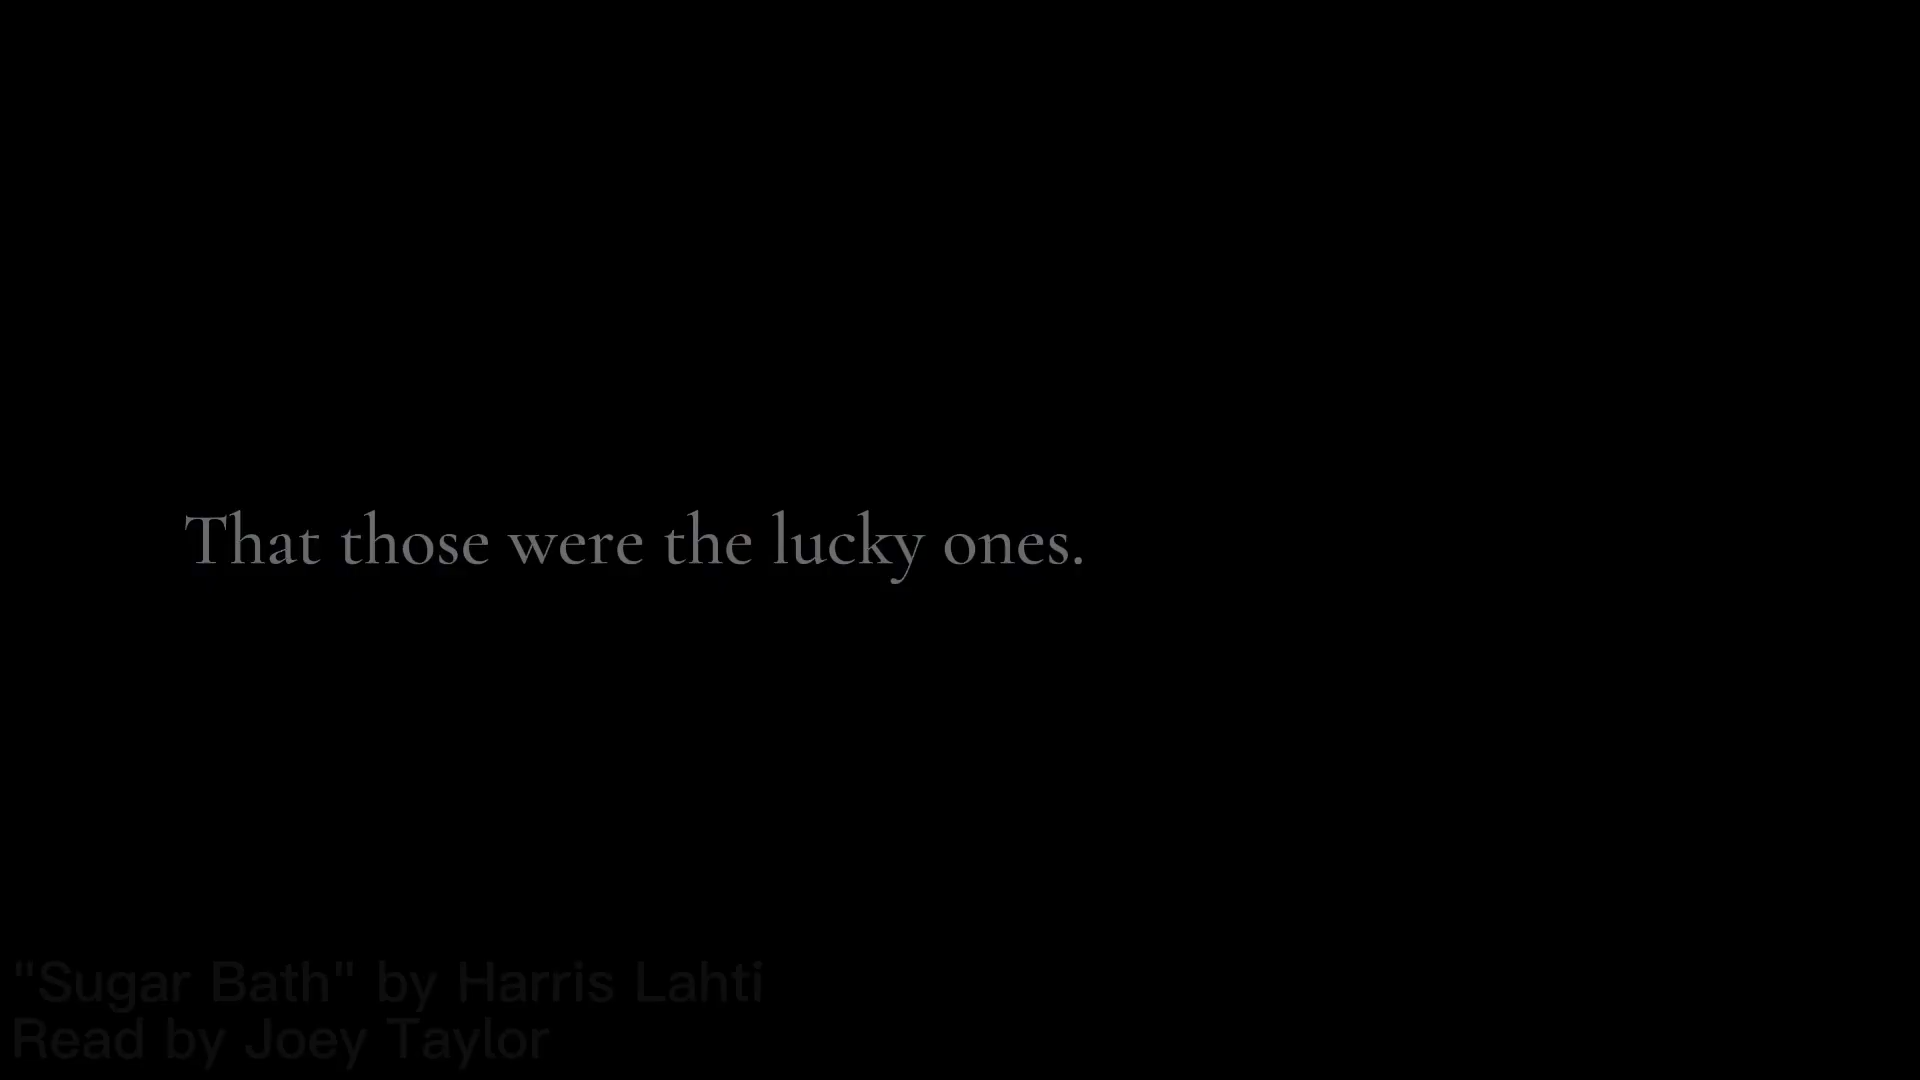 That those were the lucky ones.
"Sugar Bath" by Harris Lahti
Read by Joey Taylor